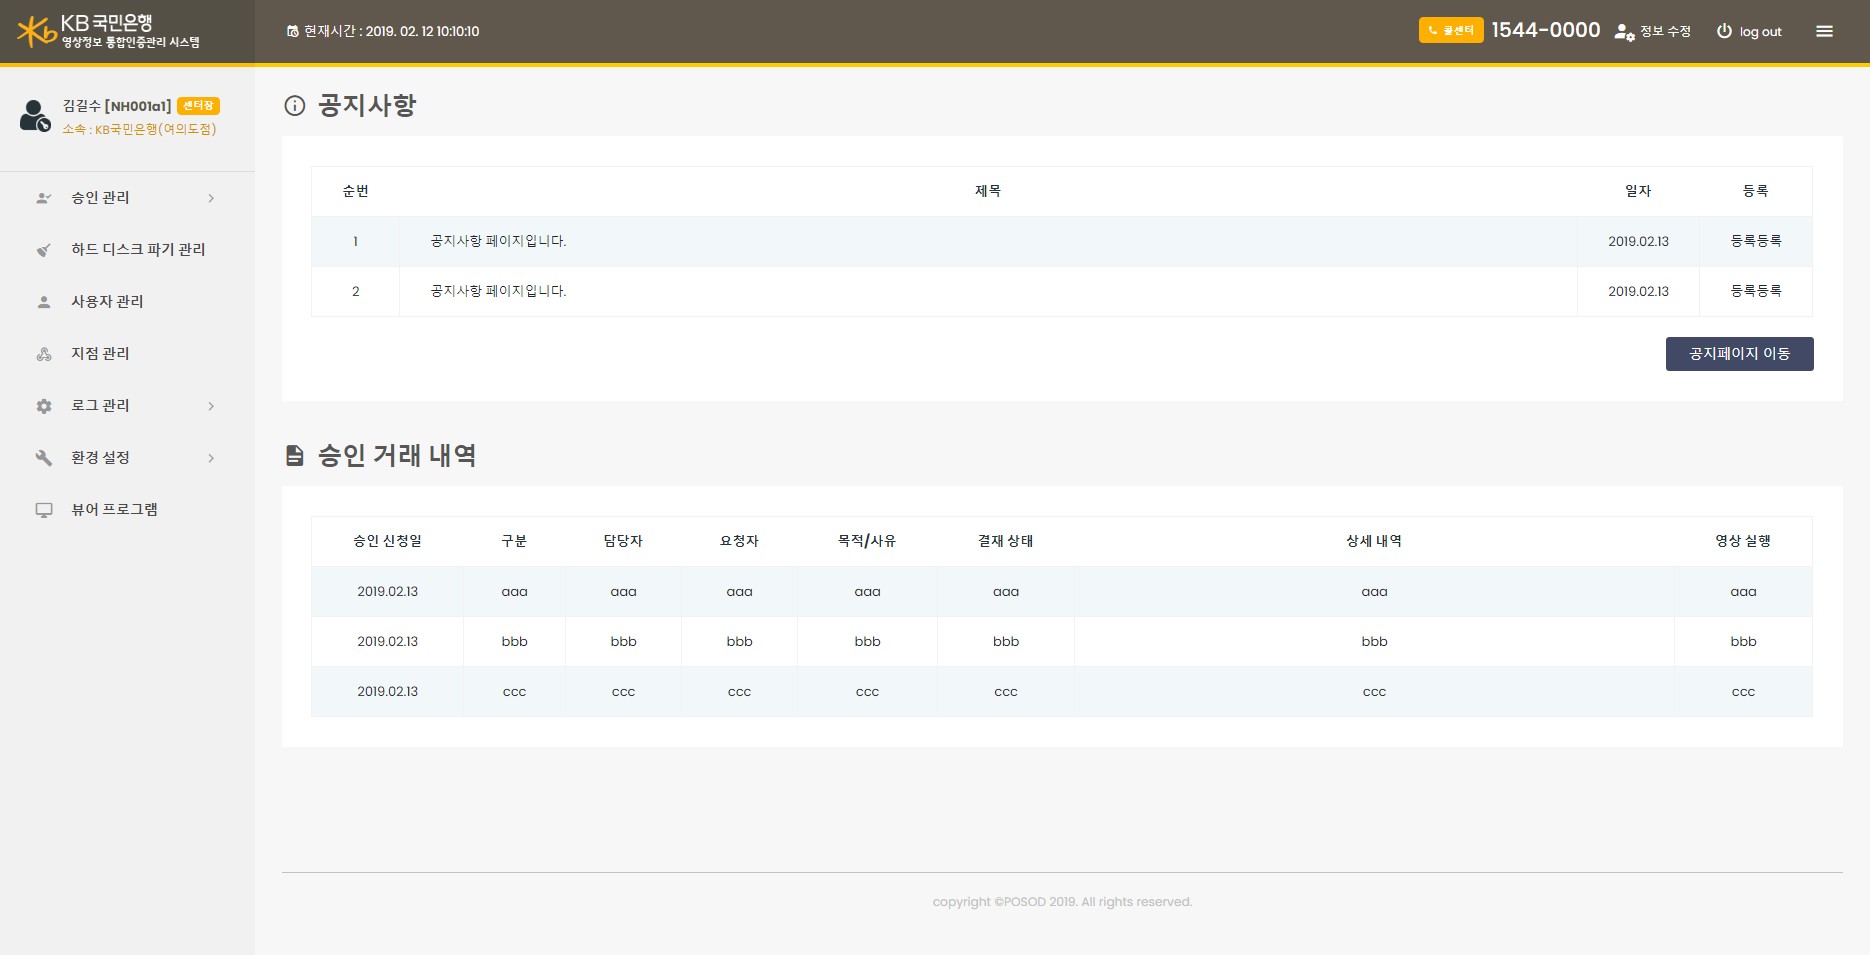 KB 국민은행
영상정보 통합인증관리 시스템
현재시간 : 2019. 02. 12 10:10:10
콜센터 1544-0000 정보 수정 log out
김길수 [NH001a1] 센터장
소속 : KB국민은행(여의도점)
승인 관리
하드 디스크 파기 관리
사용자 관리
지점 관리
로그 관리
환경 설정
뷰어 프로그램
공지사항
순번 제목 일자 등록
1 공지사항 페이지입니다. 2019.02.13 등록등록
2 공지사항 페이지입니다. 2019.02.13 등록등록
공지페이지 이동
승인 거래 내역
승인 신청일 구분 담당자 요청자 목적/사유 결재 상태 상세 내역 영상 실행
2019.02.13 aaa aaa aaa aaa aaa aaa aaa
2019.02.13 bbb bbb bbb bbb bbb bbb bbb
2019.02.13 ccc ccc ccc ccc ccc ccc ccc
copyright ©POSOD 2019. All rights reserved.